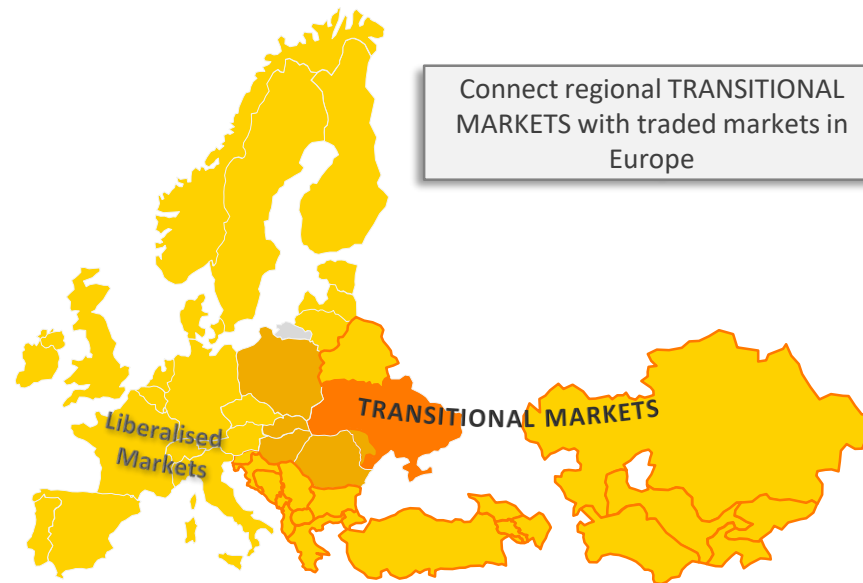 Connect regional TRANSITIONAL
MARKETS with traded markets in
Europe
TRANSITIONAL MARKETS
Liberalised
Markets